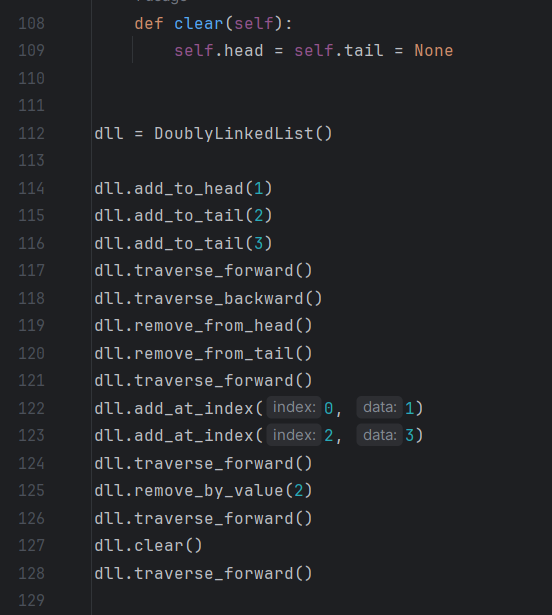 108 def clear(self):
109 self.head = self.tail = None
110
111
112 dll = DoublyLinkedList()
113
114 dll.add_to_head(1)
115 dll.add_to_tail(2)
116 dll.add_to_tail(3)
117 dll.traverse_forward()
118 dll.traverse_backward()
119 dll.remove_from_head()
120 dll.remove_from_tail()
121 dll.traverse_forward()
122 dll.add_at_index( index: 0, data: 1)
123 dll.add_at_index( index: 2, data: 3)
124 dll.traverse_forward()
125 dll.remove_by_value(2)
126 dll.traverse_forward()
127 dll.clear()
128 dll.traverse_forward()
129